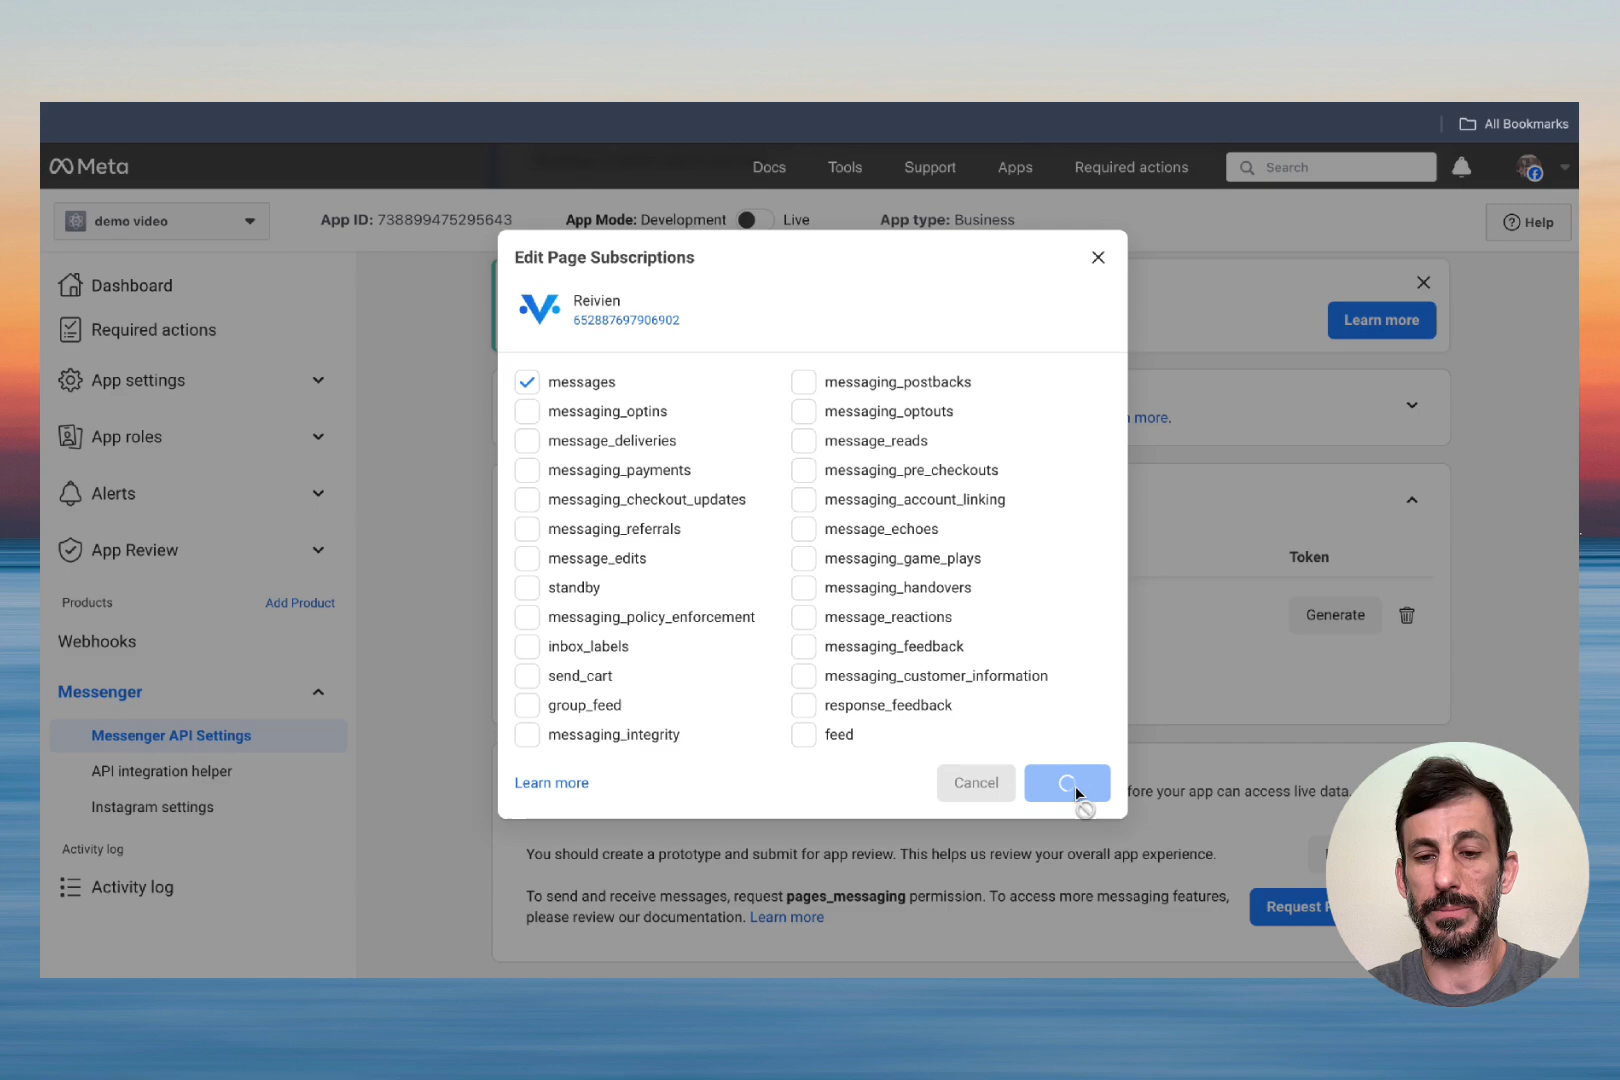 All Bookmarks
Meta
Docs
Tools
Support
Apps
Required actions
Search
demo video
App ID: 738899475295643
App Mode: Development
Live
App type: Business
Help
Dashboard
Required actions
App settings
App roles
Alerts
App Review
Products
Add Product
Webhooks
Messenger
Messenger API Settings
API integration helper
Instagram settings
Activity log
Activity log
Edit Page Subscriptions
Reivien
652887697906902
messages
messaging_postbacks
messaging_optins
messaging_optouts
message_deliveries
message_reads
messaging_payments
messaging_pre_checkouts
messaging_checkout_updates
messaging_account_linking
messaging_referrals
message_echoes
message_edits
messaging_game_plays
standby
messaging_handovers
messaging_policy_enforcement
message_reactions
inbox_labels
messaging_feedback
send_cart
messaging_customer_information
group_feed
response_feedback
messaging_integrity
feed
Learn more
Cancel
Learn more
more.
Token
Generate
your app can access live data.
You should create a prototype and submit for app review. This helps us review your overall app experience.
To send and receive messages, request pages_messaging permission. To access more messaging features,
please review our documentation. Learn more
Request